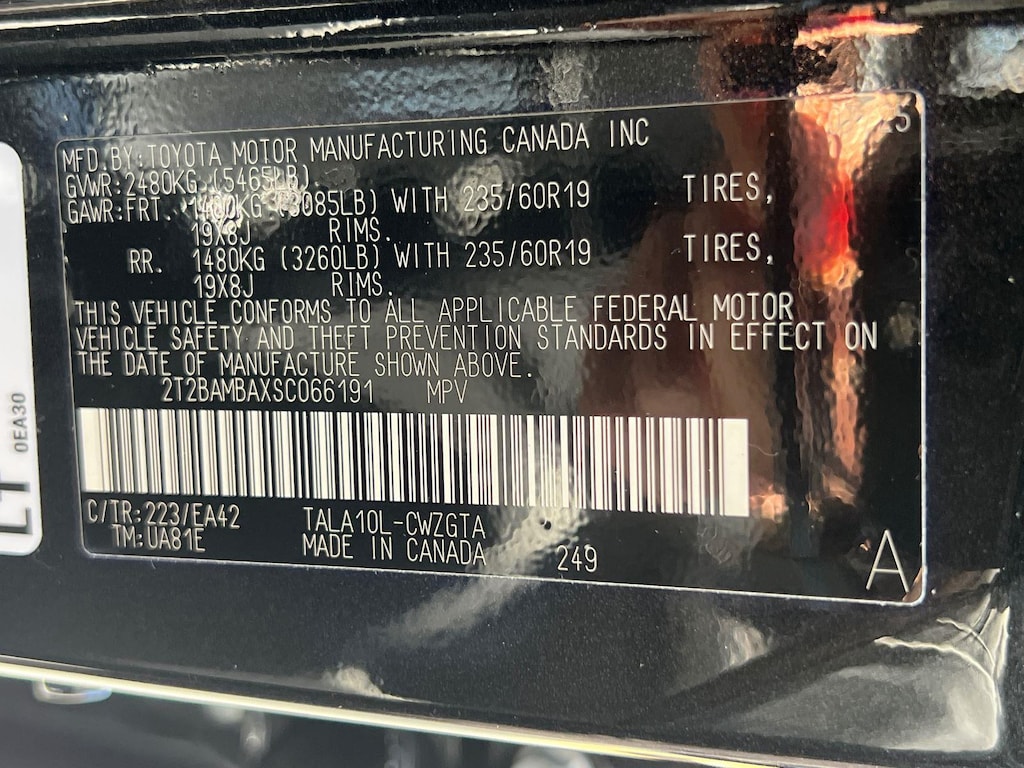 MFD.BY:TOYOTA MOTOR MANUFACTURING CANADA INC
GVWR:2480KG (5465LB)
GAWR:FRT. 1400KG (3085LB) WITH 235/60R19 TIRES,
19X8J RIMS.
RR. 1480KG (3260LB) WITH 235/60R19 TIRES,
19X8J RIMS.
THIS VEHICLE CONFORMS TO ALL APPLICABLE FEDERAL MOTOR
VEHICLE SAFETY AND THEFT PREVENTION STANDARDS IN EFFECT ON
THE DATE OF MANUFACTURE SHOWN ABOVE.
2T2BAMBAXSC066191 MPV
C/TR:223/EA42 TALA10L-CWZGTA
TM:UA81E MADE IN CANADA 249
A
0EA30